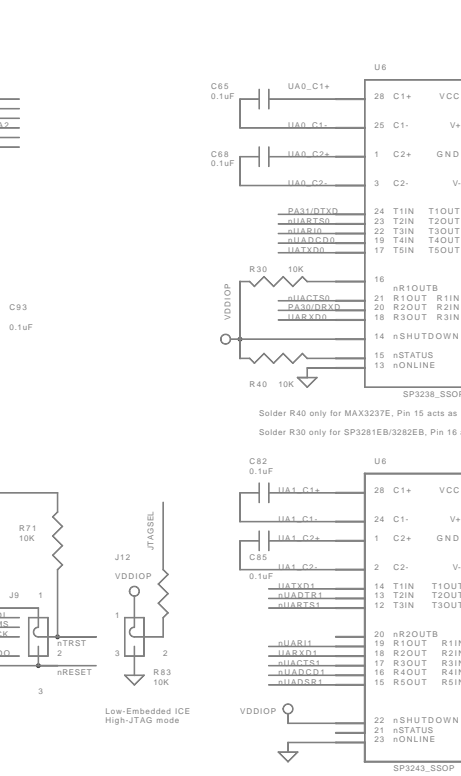 U6
C65
0.1uF
UA0_C1+
28 C1+ VCC
UA0_C1-
25 C1- V+
C68
0.1uF
UA0_C2+
1 C2+ GND
UA0_C2-
3 C2- V-
PA31/DTXD 24 T1IN T1OUT
nUARTS0 23 T2IN T2OUT
nUARI0 22 T3IN T3OUT
nUADCD0 19 T4IN T4OUT
UATXD0 17 T5IN T5OUT
R30 10K
16
nR1OUTB
nUACTS0 21 R1OUT R1IN
PA30/DRXD 20 R2OUT R2IN
UARXD0 18 R3OUT R3IN
VDDIOP
14 nSHUTDOWN
15 nSTATUS
13 nONLINE
R40 10K
SP3238_SSOP
C93
0.1uF
Solder R40 only for MAX3237E, Pin 15 acts as
Solder R30 only for SP3281EB/3282EB, Pin 16
U6
C82
0.1uF
UA1_C1+
28 C1+ VCC
UA1_C1-
24 C1- V+
UA1_C2+
1 C2+ GND
C85
0.1uF
UA1_C2-
2 C2- V-
UATXD1 14 T1IN T1OUT
nUADTR1 13 T2IN T2OUT
nUARTS1 12 T3IN T3OUT
20 nR2OUTB
nUARI1 19 R1OUT R1IN
UARXD1 18 R2OUT R2IN
nUACTS1 17 R3OUT R3IN
nUADCD1 16 R4OUT R4IN
nUADSR1 15 R5OUT R5IN
VDDIOP
22 nSHUTDOWN
21 nSTATUS
23 nONLINE
SP3243_SSOP
R71
10K
J9 1
nTRST
2
nRESET
3
JTAGSEL
J12
VDDIOP
1
3 2
R83
10K
Low-Embedded ICE
High-JTAG mode